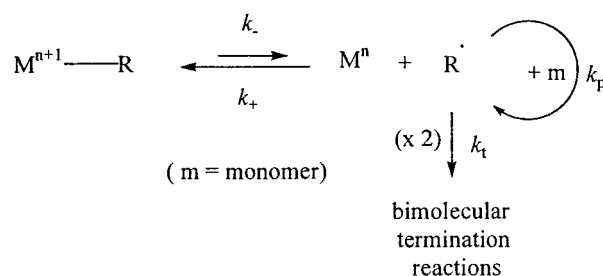 k-
M^{n+1}—R
M^n + R^·
+ m
k_p
k+
(x 2)
k_t
( m = monomer)
bimolecular
termination
reactions